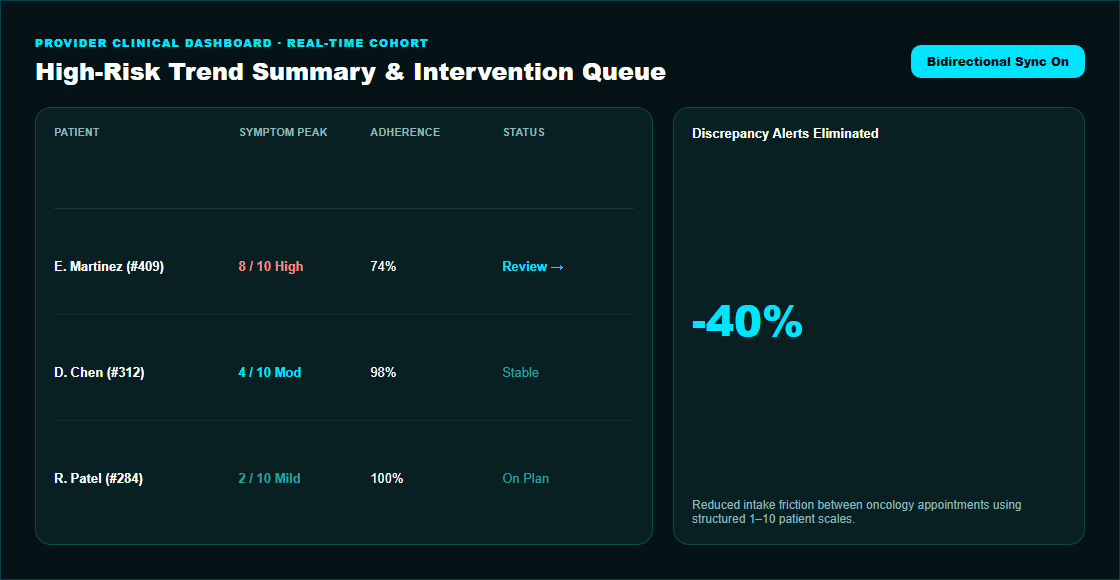 PROVIDER CLINICAL DASHBOARD · REAL-TIME COHORT
High-Risk Trend Summary & Intervention Queue
Bidirectional Sync On
PATIENT SYMPTOM PEAK ADHERENCE STATUS
E. Martinez (#409) 8 / 10 High 74% Review →
D. Chen (#312) 4 / 10 Mod 98% Stable
R. Patel (#284) 2 / 10 Mild 100% On Plan
Discrepancy Alerts Eliminated
-40%
Reduced intake friction between oncology appointments using
structured 1–10 patient scales.